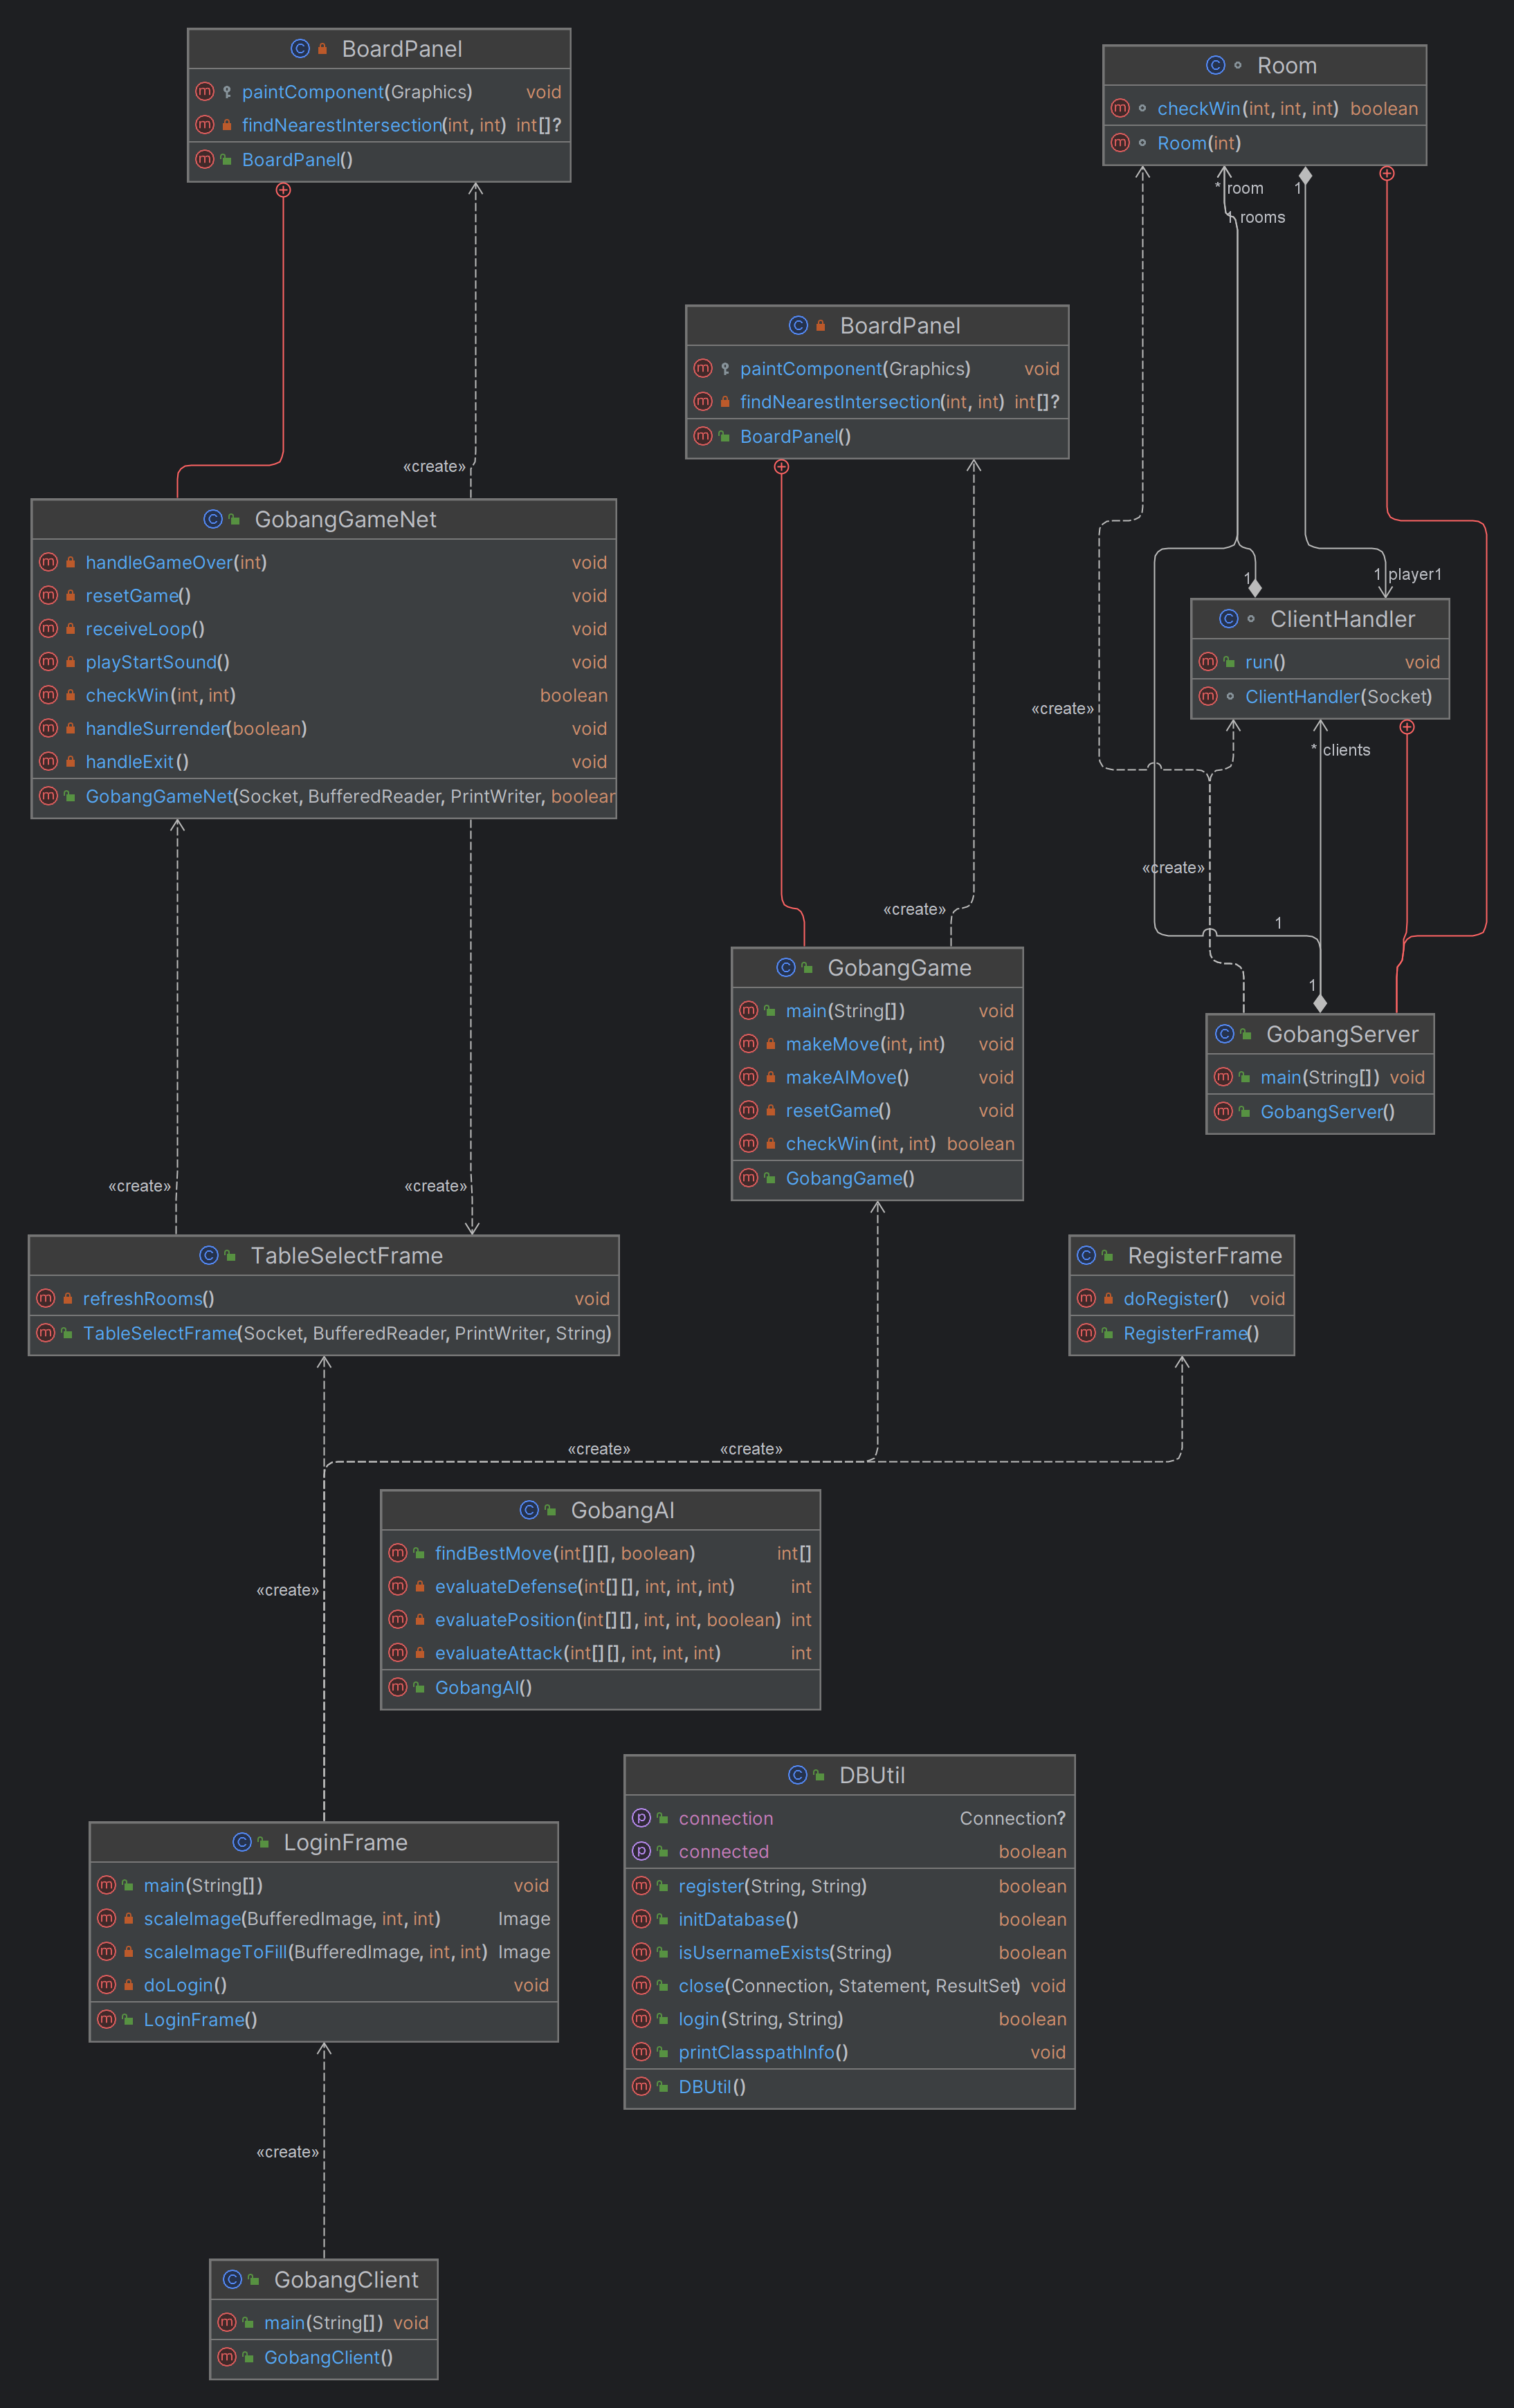 BoardPanel
paintComponent(Graphics) void
findNearestIntersection(int, int) int[]?
BoardPanel()
Room
checkWin(int, int, int) boolean
Room(int)
* room
1
1 rooms
BoardPanel
paintComponent(Graphics) void
findNearestIntersection(int, int) int[]?
BoardPanel()
«create»
GobangGameNet
handleGameOver(int) void
resetGame() void
receiveLoop() void
playStartSound() void
checkWin(int, int) boolean
handleSurrender(boolean) void
handleExit() void
GobangGameNet(Socket, BufferedReader, PrintWriter, boolear
1
1 player1
ClientHandler
run() void
ClientHandler(Socket)
«create»
* clients
«create»
«create»
1
GobangGame
main(String[]) void
makeMove(int, int) void
makeAIMove() void
resetGame() void
checkWin(int, int) boolean
GobangGame()
1
GobangServer
main(String[]) void
GobangServer()
«create»
«create»
TableSelectFrame
refreshRooms() void
TableSelectFrame(Socket, BufferedReader, PrintWriter, String)
RegisterFrame
doRegister() void
RegisterFrame()
«create»
«create»
GobangAI
findBestMove(int[][], boolean) int[]
evaluateDefense(int[][], int, int, int) int
evaluatePosition(int[][], int, int, boolean) int
evaluateAttack(int[][], int, int, int) int
GobangAI()
«create»
DBUtil
connection Connection?
connected boolean
register(String, String) boolean
initDatabase() boolean
isUsernameExists(String) boolean
close(Connection, Statement, ResultSet) void
login(String, String) boolean
printClasspathInfo() void
DBUtil()
LoginFrame
main(String[]) void
scaleImage(BufferedImage, int, int) Image
scaleImageToFill(BufferedImage, int, int) Image
doLogin() void
LoginFrame()
«create»
GobangClient
main(String[]) void
GobangClient()